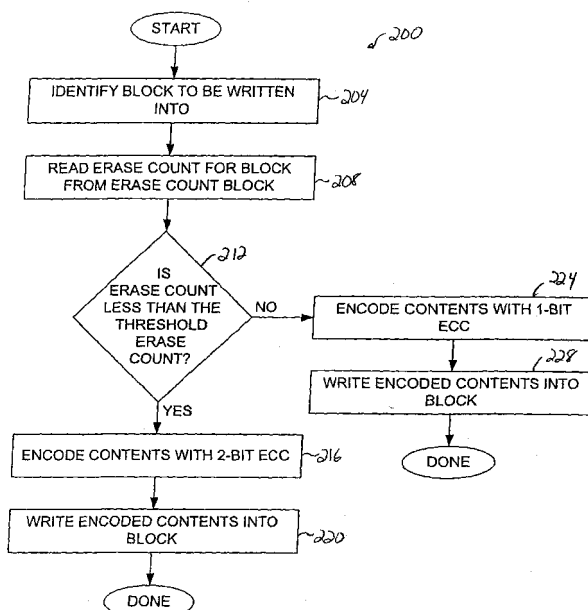 START
200
IDENTIFY BLOCK TO BE WRITTEN
INTO
204
READ ERASE COUNT FOR BLOCK
FROM ERASE COUNT BLOCK
208
212
IS
ERASE COUNT
LESS THAN THE
THRESHOLD
ERASE
COUNT?
NO
224
ENCODE CONTENTS WITH 1-BIT
ECC
228
WRITE ENCODED CONTENTS INTO
BLOCK
DONE
YES
ENCODE CONTENTS WITH 2-BIT ECC
216
WRITE ENCODED CONTENTS INTO
BLOCK
220
DONE